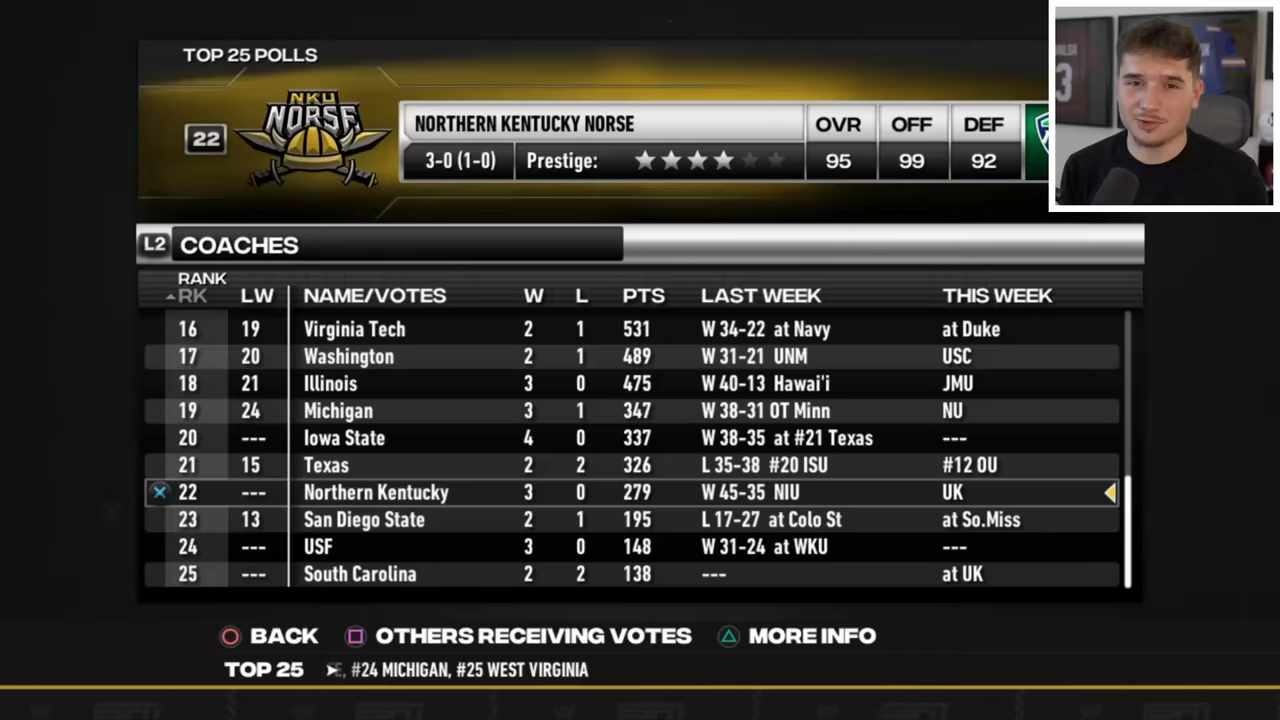 TOP 25 POLLS
22
NKU
NORSE
NORTHERN KENTUCKY NORSE OVR OFF DEF
3-0 (1-0) Prestige: 95 99 92
L2 COACHES
RANK
RK LW NAME/VOTES W L PTS LAST WEEK THIS WEEK
16 19 Virginia Tech 2 1 531 W 34-22 at Navy at Duke
17 20 Washington 2 1 489 W 31-21 UNM USC
18 21 Illinois 3 0 475 W 40-13 Hawai'i JMU
19 24 Michigan 3 1 347 W 38-31 OT Minn NU
20 --- Iowa State 4 0 337 W 38-35 at #21 Texas ---
21 15 Texas 2 2 326 L 35-38 #20 ISU #12 OU
22 --- Northern Kentucky 3 0 279 W 45-35 NIU UK
23 13 San Diego State 2 1 195 L 17-27 at Colo St at So.Miss
24 --- USF 3 0 148 W 31-24 at WKU ---
25 --- South Carolina 2 2 138 --- at UK
BACK OTHERS RECEIVING VOTES MORE INFO
TOP 25 , #24 MICHIGAN, #25 WEST VIRGINIA